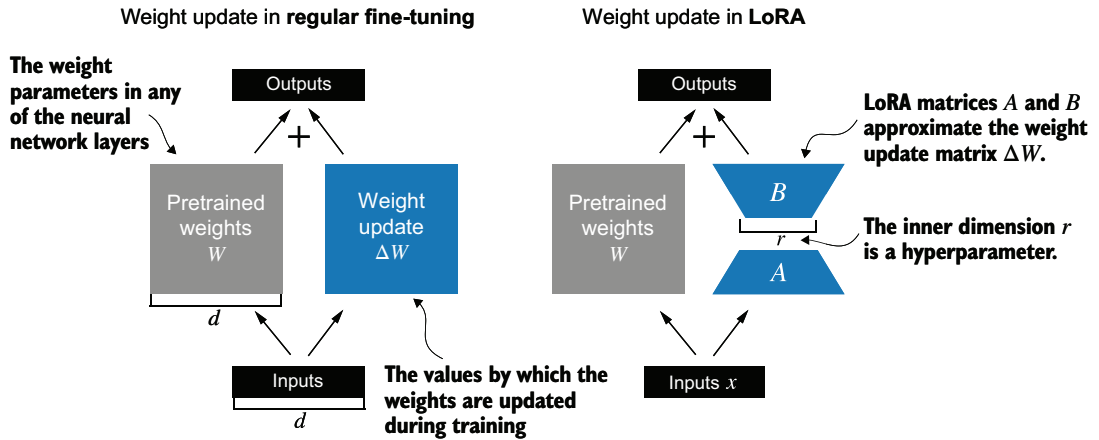 Weight update in regular fine-tuning
The weight
parameters in any
of the neural
network layers
Outputs
+
Pretrained
weights
W
Weight
update
ΔW
d
Inputs
d
The values by which the
weights are updated
during training
Weight update in LoRA
Outputs
+
LoRA matrices A and B
approximate the weight
update matrix ΔW.
Pretrained
weights
W
B
r
The inner dimension r
is a hyperparameter.
A
Inputs x